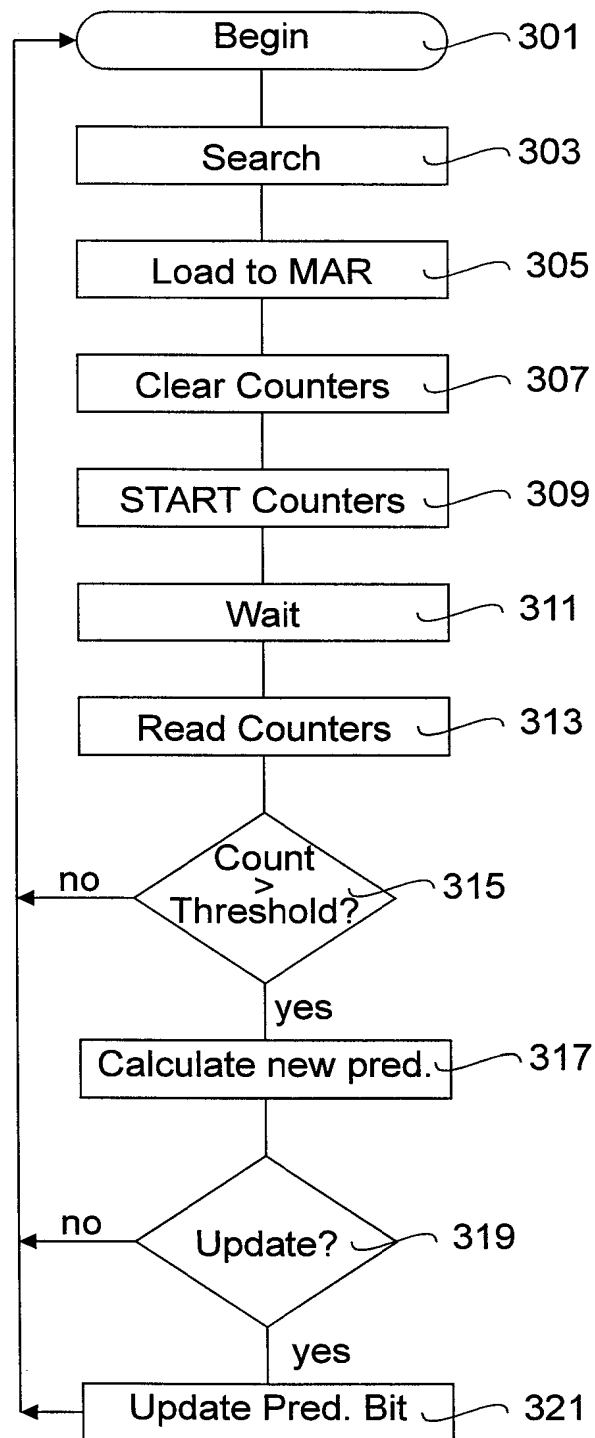 Begin 301
Search 303
Load to MAR 305
Clear Counters 307
START Counters 309
Wait 311
Read Counters 313
Count
>
Threshold? 315
no
yes
Calculate new pred. 317
Update? 319
no
yes
Update Pred. Bit 321